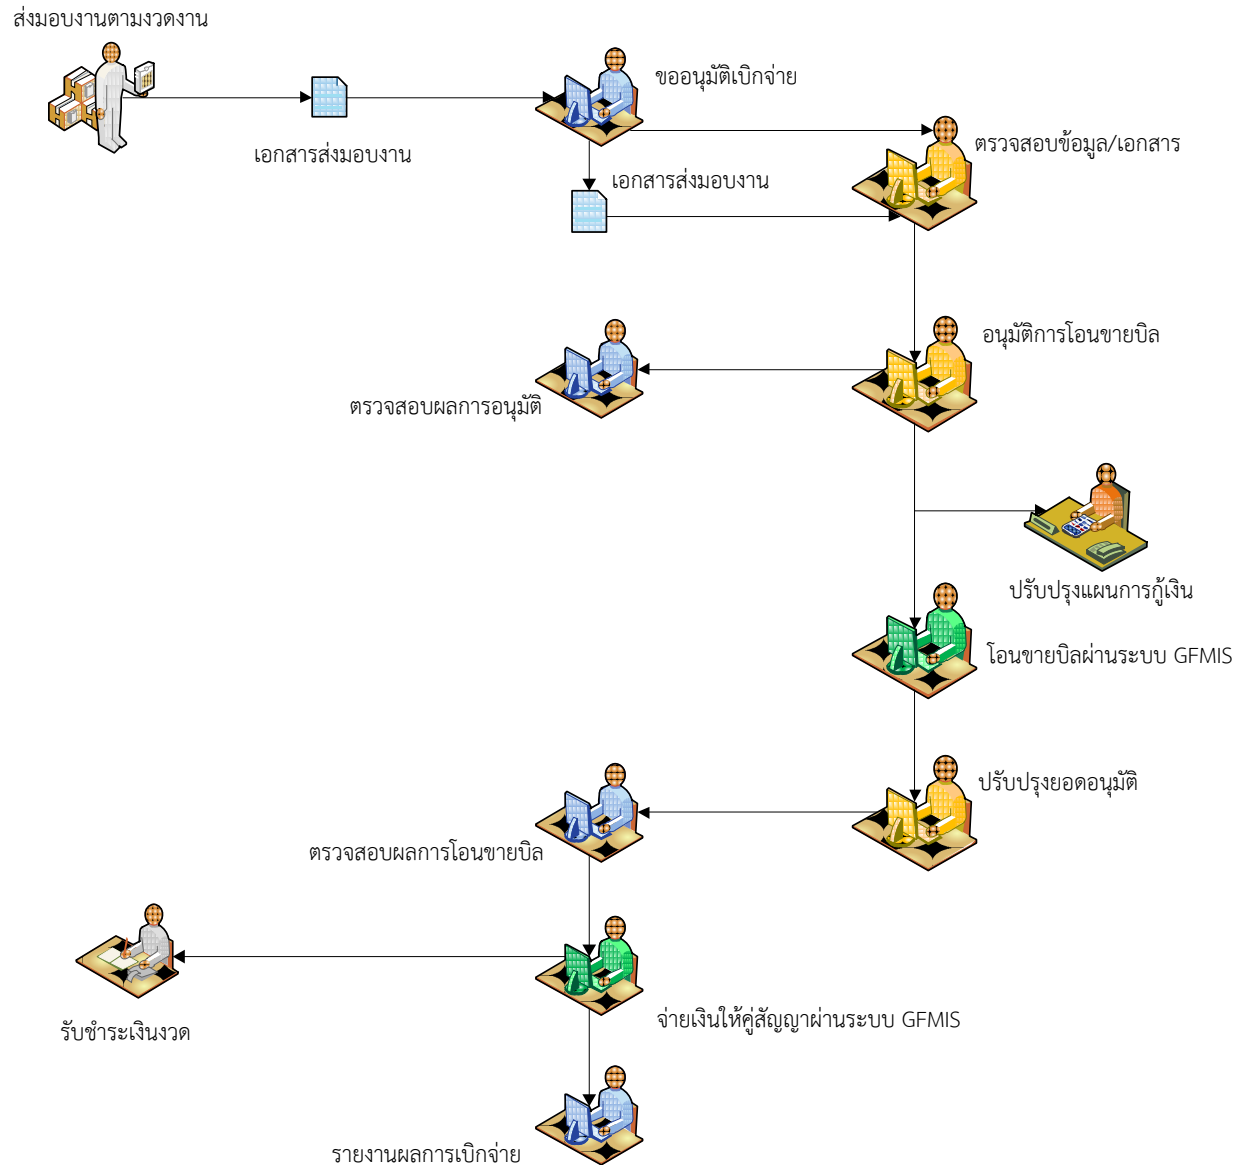 ส่งมอบงานตามงวดงาน
ขออนุมัติเบิกจ่าย
เอกสารส่งมอบงาน
ตรวจสอบข้อมูล/เอกสาร
เอกสารส่งมอบงาน
อนุมัติการโอนขายบิล
ตรวจสอบผลการอนุมัติ
ปรับปรุงแผนการกู้เงิน
โอนขายบิลผ่านระบบ GFMIS
ปรับปรุงยอดอนุมัติ
ตรวจสอบผลการโอนขายบิล
จ่ายเงินให้คู่สัญญาผ่านระบบ GFMIS
รับชำระเงินงวด
รายงานผลการเบิกจ่าย